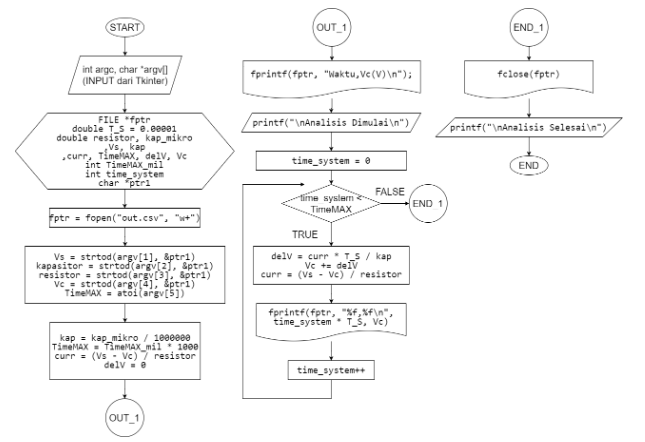 START
int argc, char *argv[]
(INPUT dari Tkinter)
FILE *fptr
double T_S = 0.00001
double resistor, kap_mikro
,Vs, kap
,curr, TimeMAX, delV, Vc
int TimeMAX_mil
int time_system
char *ptr1
fptr = fopen("out.csv", "w+")
Vs = strtod(argv[1], &ptr1)
kapasitor = strtod(argv[2], &ptr1)
resistor = strtod(argv[3], &ptr1)
Vc = strtod(argv[4], &ptr1)
TimeMAX = atoi(argv[5])
kap = kap_mikro / 1000000
TimeMAX = TimeMAX_mil * 1000
curr = (Vs - Vc) / resistor
delV = 0
OUT_1
OUT_1
fprintf(fptr, "Waktu,Vc(V)\n");
printf("\nAnalisis Dimulai\n")
time_system = 0
time_system <
TimeMAX
FALSE
END_1
TRUE
delV = curr * T_S / kap
Vc += delV
curr = (Vs - Vc) / resistor
fprintf(fptr, "%f,%f\n",
time_system * T_S, Vc)
time_system++
END_1
fclose(fptr)
printf("\nAnalisis Selesai\n")
END